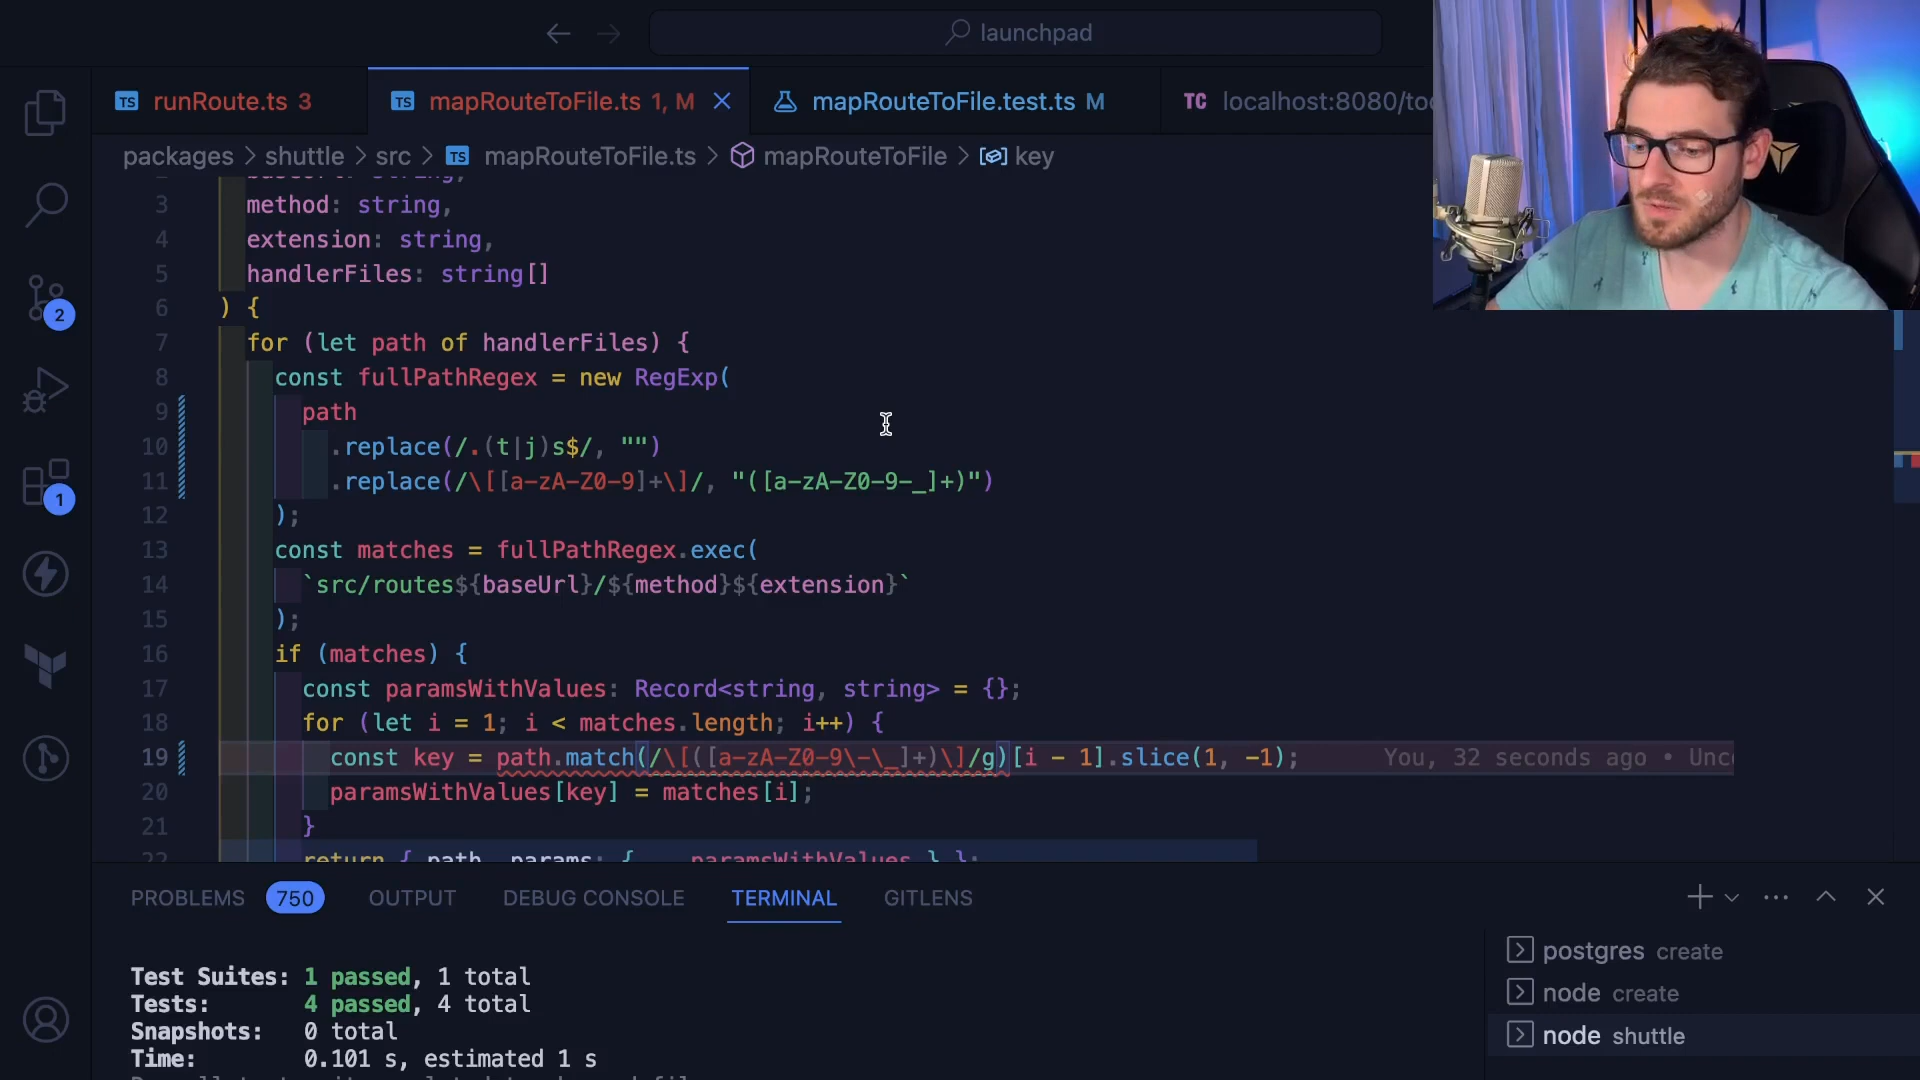 launchpad
TS runRoute.ts 3
TS mapRouteToFile.ts 1, M
mapRouteToFile.test.ts M
TC localhost:8080/to
packages > shuttle > src > TS mapRouteToFile.ts > mapRouteToFile > key
3 method: string,
4 extension: string,
5 handlerFiles: string[]
6 ) {
7 for (let path of handlerFiles) {
8 const fullPathRegex = new RegExp(
9 path
10 .replace(/.(t|j)s$/, "")
11 .replace(/\[[a-zA-Z0-9]+\]/, "([a-zA-Z0-9-_]+)")
12 );
13 const matches = fullPathRegex.exec(
14 `src/routes${baseUrl}/${method}${extension}`
15 );
16 if (matches) {
17 const paramsWithValues: Record<string, string> = {};
18 for (let i = 1; i < matches.length; i++) {
19 const key = path.match(/\[([a-zA-Z0-9\-\_]+)\]/g)[i - 1].slice(1, -1); You, 32 seconds ago • Unc
20 paramsWithValues[key] = matches[i];
21 }
2
1
PROBLEMS 750 OUTPUT DEBUG CONSOLE TERMINAL GITLENS
Test Suites: 1 passed, 1 total
Tests: 4 passed, 4 total
Snapshots: 0 total
Time: 0.101 s, estimated 1 s
postgres create
node create
node shuttle